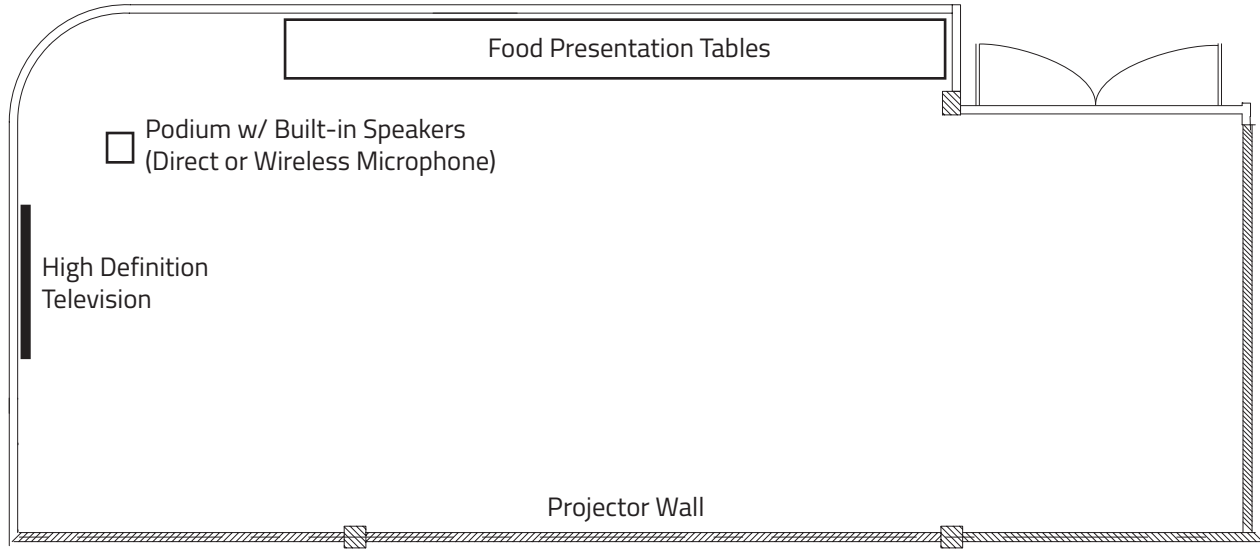 Food Presentation Tables
Podium w/ Built-in Speakers
(Direct or Wireless Microphone)
High Definition
Television
Projector Wall